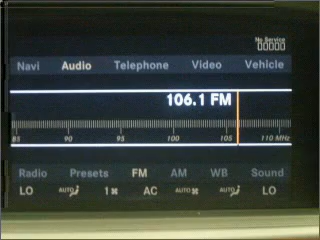 No Service
00000
Navi Audio Telephone Video Vehicle
106.1 FM
85 90 95 100 105 110 MHz
Radio Presets FM AM WB Sound
LO AUTO 1 AC AUTO LO